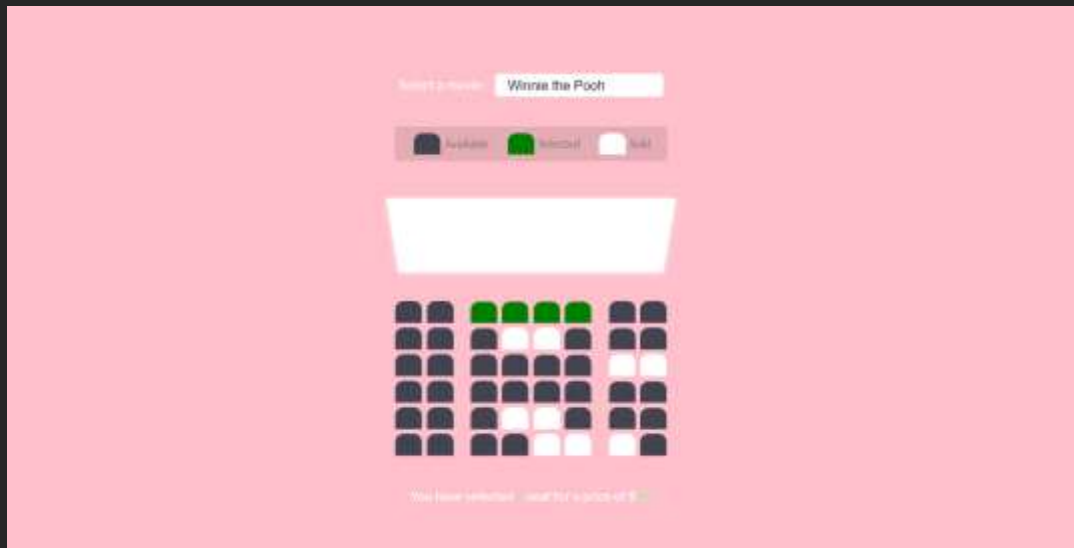 Select a movie: Winnie the Pooh
Available Selected Sold
You have selected seat for a price of $